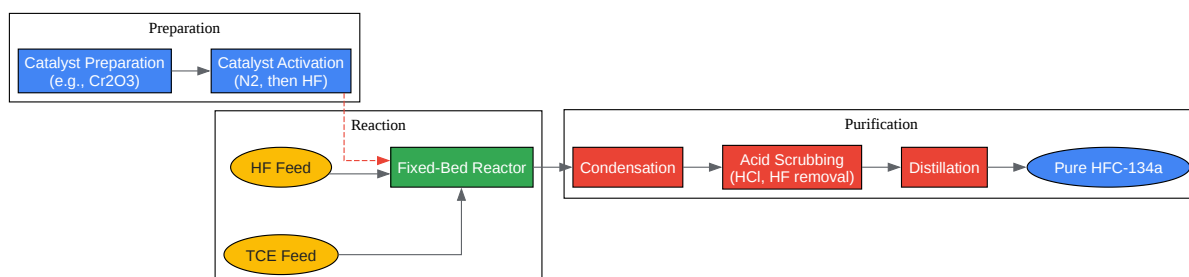 Preparation
Catalyst Preparation
(e.g., Cr2O3)
Catalyst Activation
(N2, then HF)
Reaction
HF Feed
Fixed-Bed Reactor
TCE Feed
Purification
Condensation
Acid Scrubbing
(HCl, HF removal)
Distillation
Pure HFC-134a